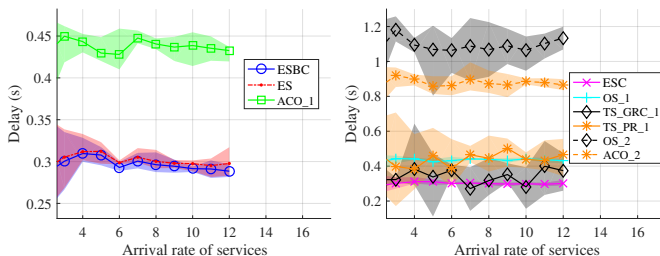 0.45
0.4
0.35
0.3
0.25
Delay (s)
4 6 8 10 12 14 16
Arrival rate of services
ESBC
ES
ACO_1
1.2
1
0.8
0.6
0.4
0.2
Delay (s)
4 6 8 10 12 14 16
Arrival rate of services
ESC
OS_1
TS_GRC_1
TS_PR_1
OS_2
ACO_2